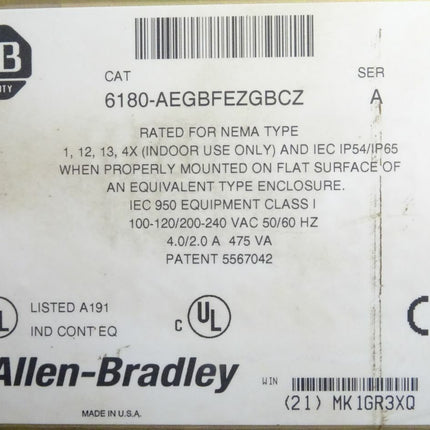 CAT
SER
6180-AEGBFEZGBCZ
A
RATED FOR NEMA TYPE
1, 12, 13, 4X (INDOOR USE ONLY) AND IEC IP54/IP65
WHEN PROPERLY MOUNTED ON FLAT SURFACE OF
AN EQUIVALENT TYPE ENCLOSURE.
IEC 950 EQUIPMENT CLASS I
100-120/200-240 VAC 50/60 HZ
4.0/2.0 A 475 VA
PATENT 5567042
LISTED A191
IND CONT EQ
C UL
Allen-Bradley
MADE IN U.S.A.
WIN
(21) MK1GR3XQ